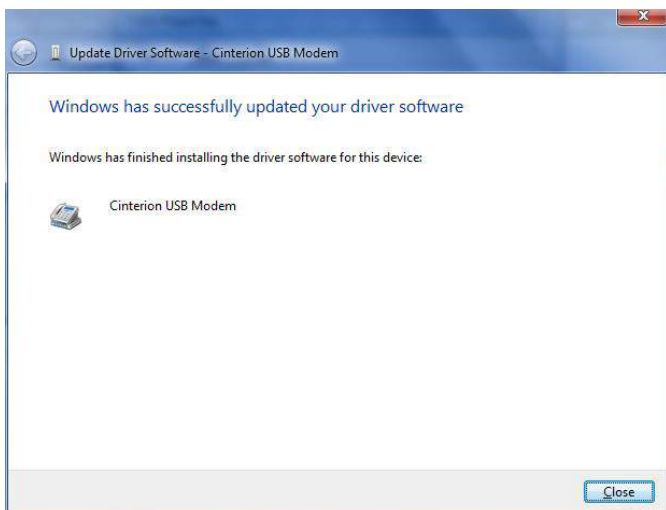 Update Driver Software - Cinterion USB Modem
Windows has successfully updated your driver software
Windows has finished installing the driver software for this device:
Cinterion USB Modem
Close